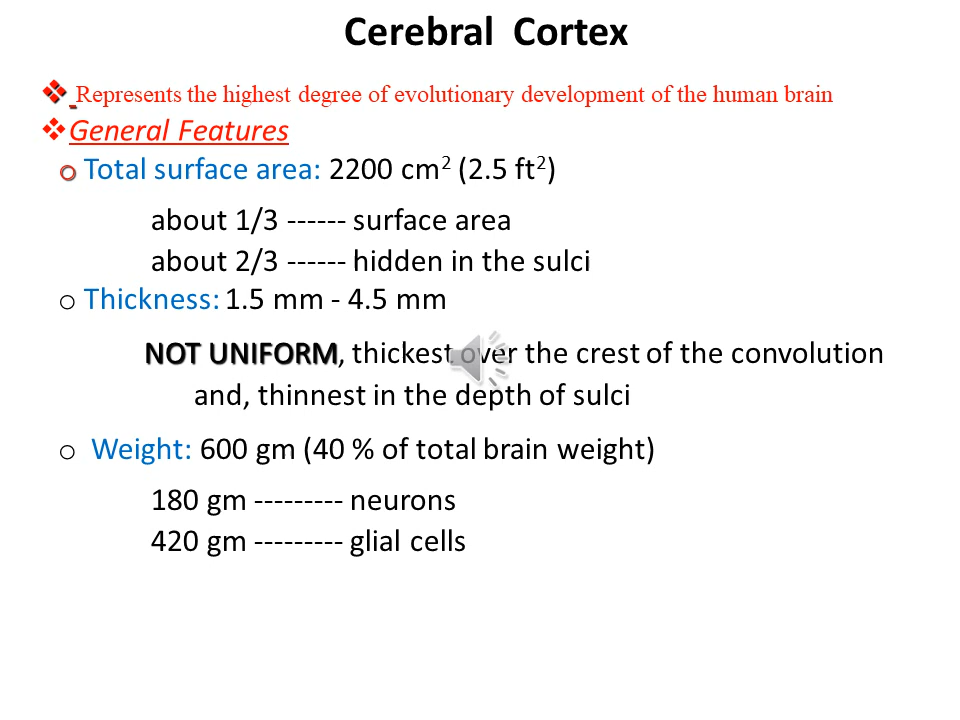 Cerebral Cortex
❖ Represents the highest degree of evolutionary development of the human brain
❖General Features
o Total surface area: 2200 cm² (2.5 ft²)
about 1/3 ------ surface area
about 2/3 ------ hidden in the sulci
o Thickness: 1.5 mm - 4.5 mm
NOT UNIFORM, thickest over the crest of the convolution
and, thinnest in the depth of sulci
o Weight: 600 gm (40 % of total brain weight)
180 gm --------- neurons
420 gm --------- glial cells